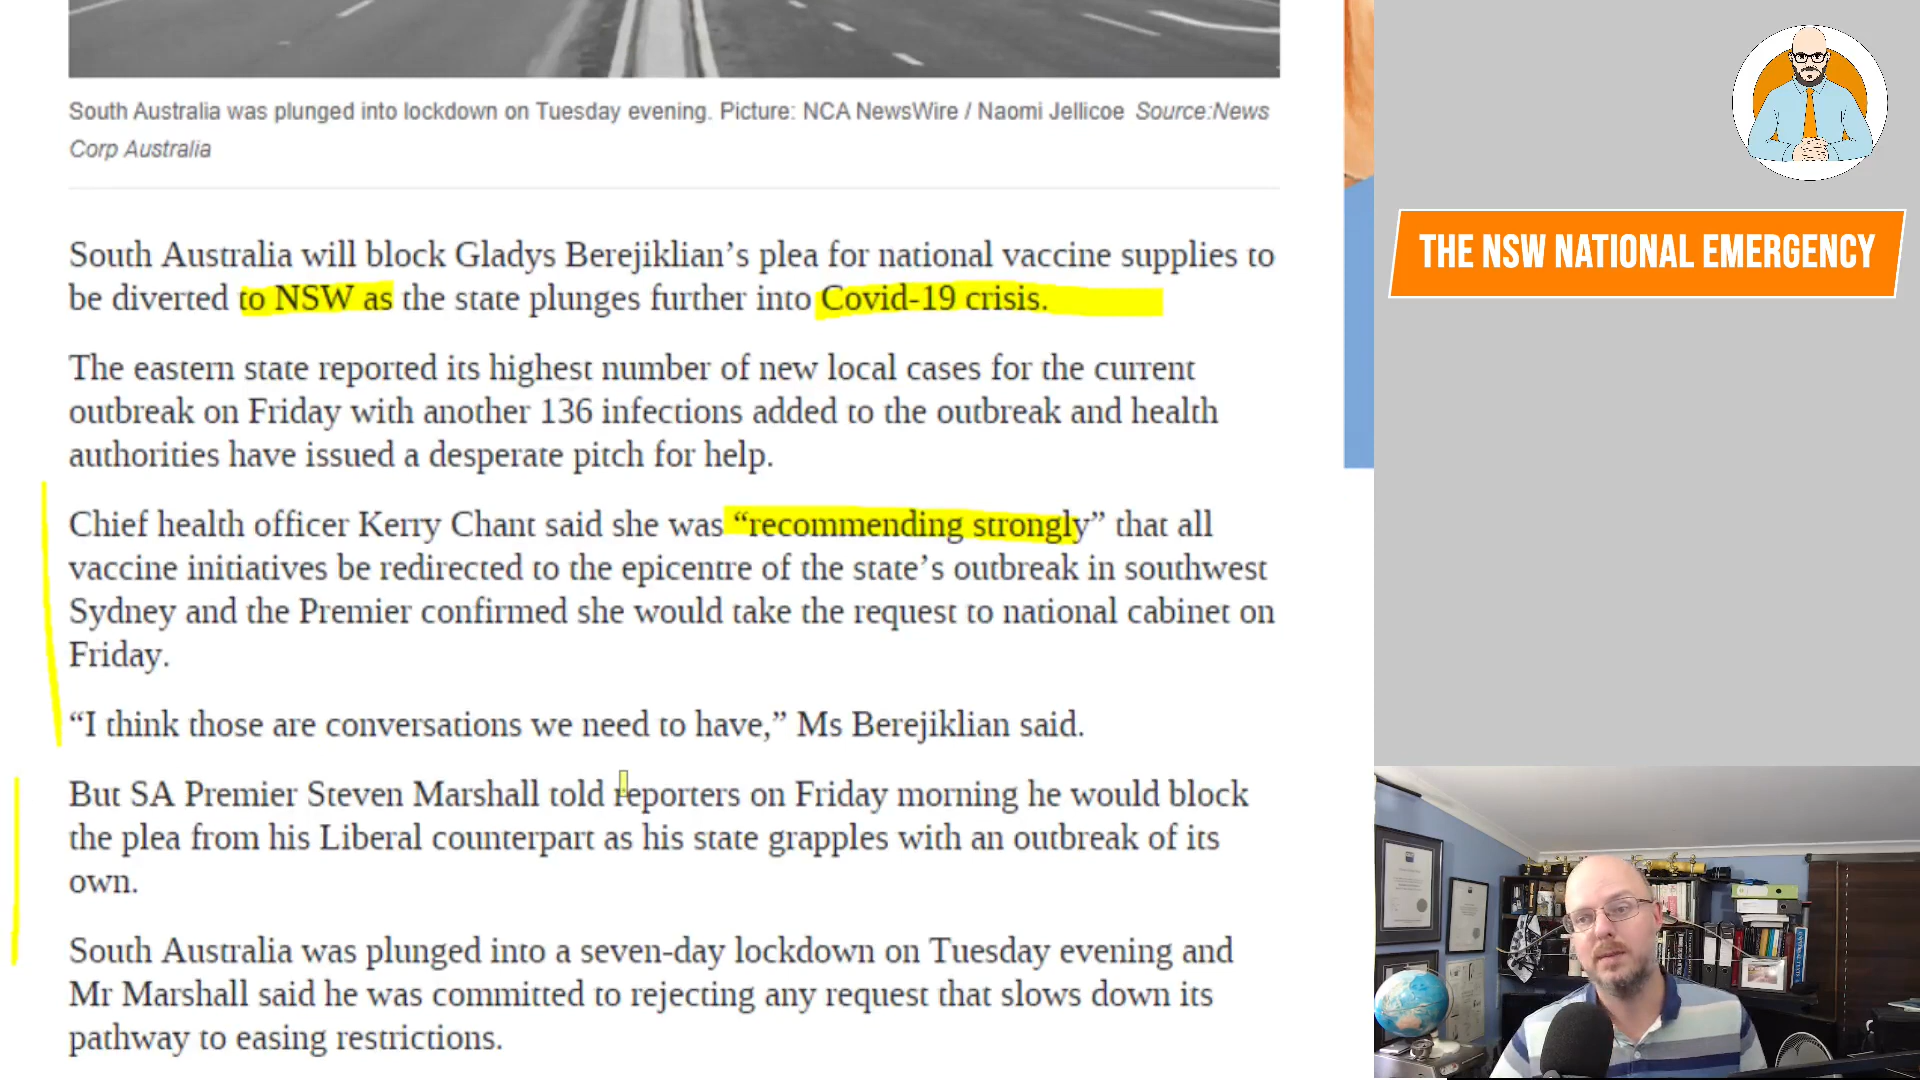 South Australia was plunged into lockdown on Tuesday evening. Picture: NCA NewsWire / Naomi Jellicoe Source:News
Corp Australia
THE NSW NATIONAL EMERGENCY
South Australia will block Gladys Berejiklian’s plea for national vaccine supplies to
be diverted to NSW as the state plunges further into Covid-19 crisis.
The eastern state reported its highest number of new local cases for the current
outbreak on Friday with another 136 infections added to the outbreak and health
authorities have issued a desperate pitch for help.
Chief health officer Kerry Chant said she was “recommending strongly” that all
vaccine initiatives be redirected to the epicentre of the state’s outbreak in southwest
Sydney and the Premier confirmed she would take the request to national cabinet on
Friday.
“I think those are conversations we need to have,” Ms Berejiklian said.
But SA Premier Steven Marshall told reporters on Friday morning he would block
the plea from his Liberal counterpart as his state grapples with an outbreak of its
own.
South Australia was plunged into a seven-day lockdown on Tuesday evening and
Mr Marshall said he was committed to rejecting any request that slows down its
pathway to easing restrictions.